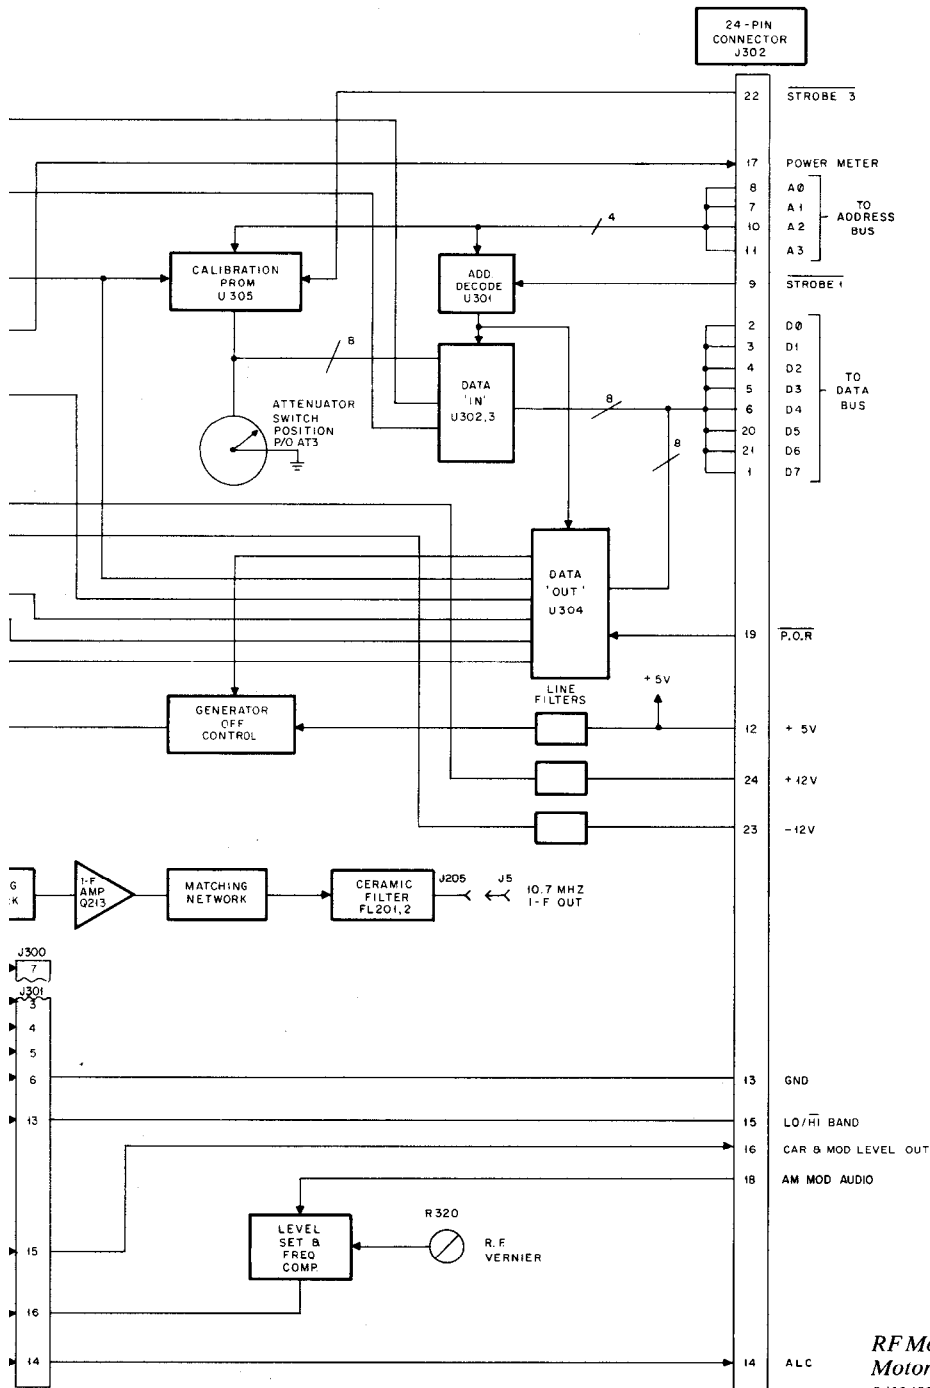 24-PIN
CONNECTOR
J302
22 STROBE 3
17 POWER METER
8 AØ
7 A1
10 A2
11 A3
TO
ADDRESS
BUS
4
CALIBRATION
PROM
U305
ADD.
DECODE
U301
9 STROBE 1
2 DØ
3 D1
4 D2
5 D3
6 D4
20 D5
21 D6
1 D7
TO
DATA
BUS
8
DATA
'IN'
U302,3
8
8
ATTENUATOR
SWITCH
POSITION
P/O AT3
DATA
'OUT'
U304
19 P.O.R
LINE
FILTERS
+5V
GENERATOR
OFF
CONTROL
12 + 5V
24 +12V
23 -12V
G
K
I-F
AMP
Q213
MATCHING
NETWORK
CERAMIC
FILTER
FL201,2
J205
J5
10.7 MHZ
I-F OUT
J300
7
J301
3
4
5
6
13 GND
13
15 LO/HI BAND
16 CAR & MOD LEVEL OUT
18 AM MOD AUDIO
R320
LEVEL
SET &
FREQ
COMP.
R.F.
VERNIER
15
16
14
14 ALC
RF Mo
Motor